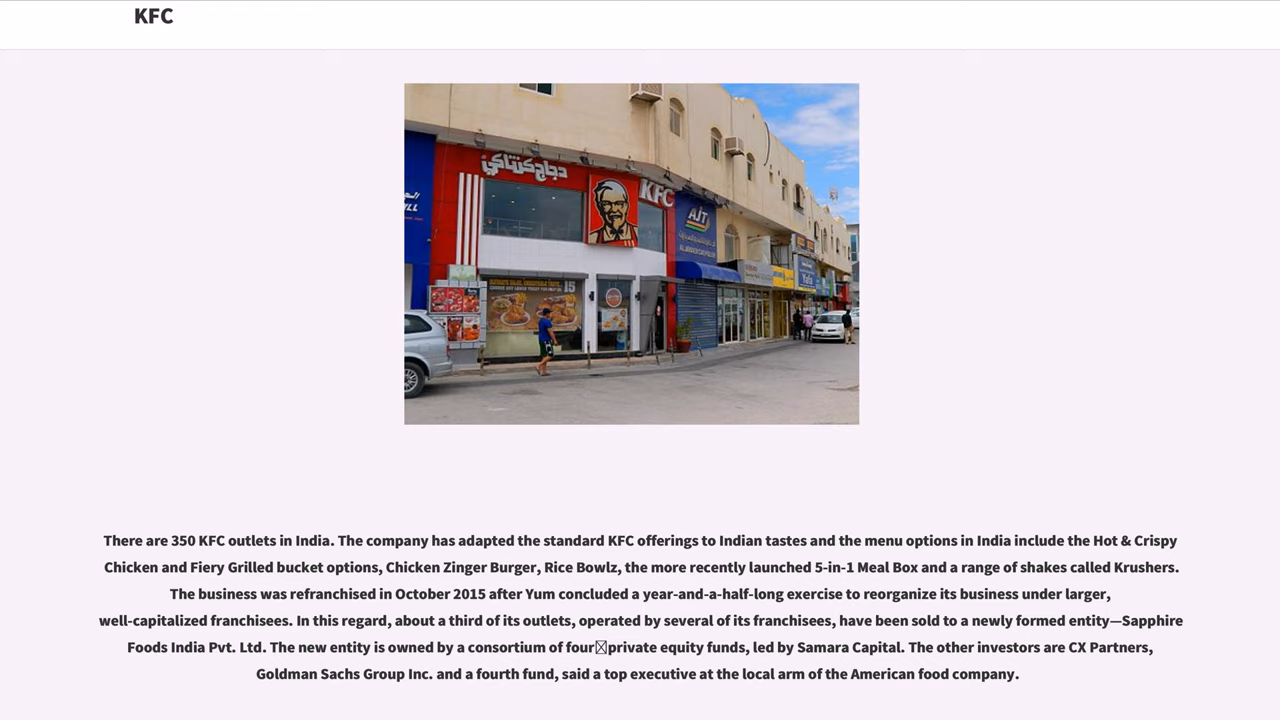 KFC
دجاج كنتاكي
KFC
AJT
15
There are 350 KFC outlets in India. The company has adapted the standard KFC offerings to Indian tastes and the menu options in India include the Hot & Crispy
Chicken and Fiery Grilled bucket options, Chicken Zinger Burger, Rice Bowlz, the more recently launched 5-in-1 Meal Box and a range of shakes called Krushers.
The business was refranchised in October 2015 after Yum concluded a year-and-a-half-long exercise to reorganize its business under larger,
well-capitalized franchisees. In this regard, about a third of its outlets, operated by several of its franchisees, have been sold to a newly formed entity—Sapphire
Foods India Pvt. Ltd. The new entity is owned by a consortium of four private equity funds, led by Samara Capital. The other investors are CX Partners,
Goldman Sachs Group Inc. and a fourth fund, said a top executive at the local arm of the American food company.